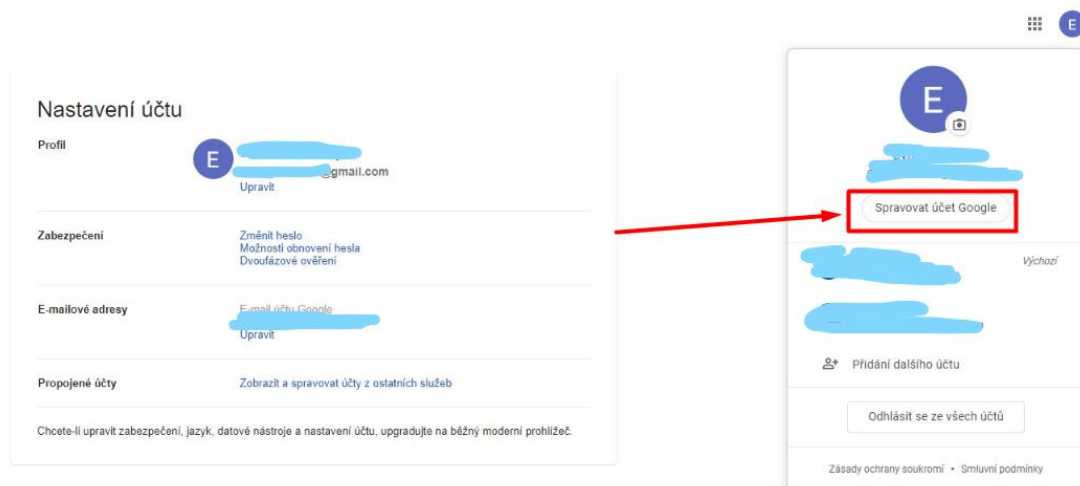 E
Nastavení účtu
Profil
E
@gmail.com
Upravit
Zabezpečení
Změnit heslo
Možnosti obnovení hesla
Dvoufázové ověření
E-mailové adresy
E-mail účtu Google
Upravit
Propojené účty
Zobrazit a spravovat účty z ostatních služeb
Chcete-li upravit zabezpečení, jazyk, datové nástroje a nastavení účtu, upgradujte na běžný moderní prohlížeč.
E
Spravovat účet Google
Výchozí
Přidání dalšího účtu
Odhlásit se ze všech účtů
Zásady ochrany soukromí • Smluvní podmínky